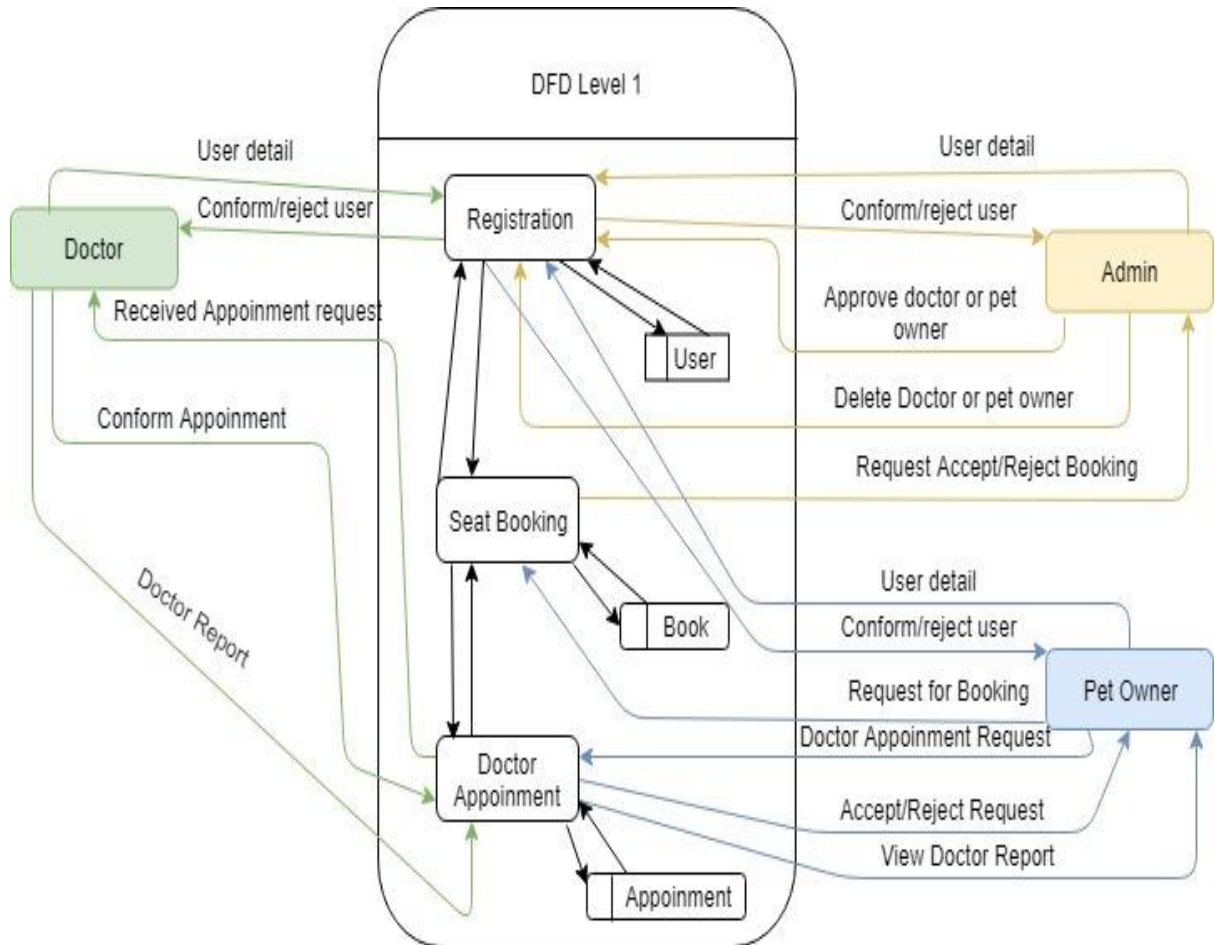 DFD Level 1
User detail
User detail
Conform/reject user
Registration
Conform/reject user
Doctor
Admin
Received Appoinment request
Approve doctor or pet
owner
User
Conform Appoinment
Delete Doctor or pet owner
Request Accept/Reject Booking
Seat Booking
Doctor Report
User detail
Book
Conform/reject user
Request for Booking
Pet Owner
Doctor Appoinment Request
Doctor
Appoinment
Accept/Reject Request
View Doctor Report
Appoinment